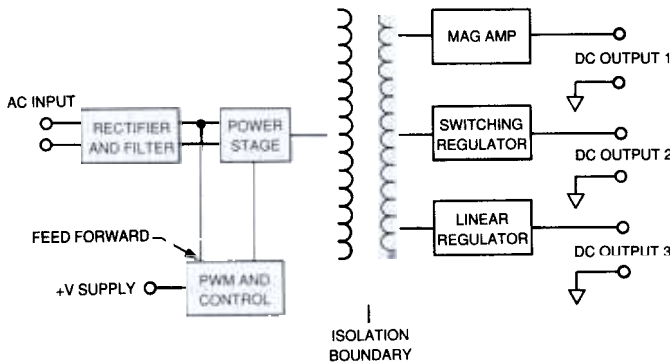 MAG AMP
DC OUTPUT 1
AC INPUT
RECTIFIER
AND FILTER
POWER
STAGE
SWITCHING
REGULATOR
DC OUTPUT 2
LINEAR
REGULATOR
DC OUTPUT 3
FEED FORWARD
+V SUPPLY
PWM AND
CONTROL
ISOLATION
BOUNDARY